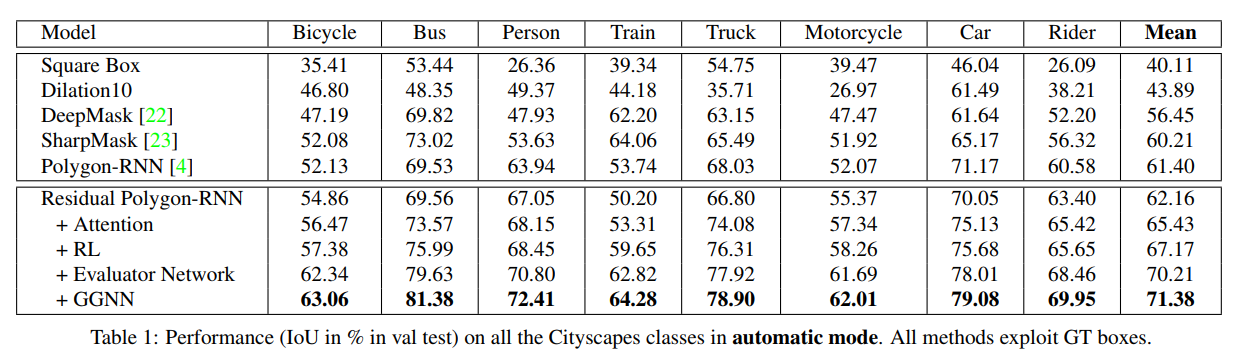 Model Bicycle Bus Person Train Truck Motorcycle Car Rider Mean
Square Box 35.41 53.44 26.36 39.34 54.75 39.47 46.04 26.09 40.11
Dilation10 46.80 48.35 49.37 44.18 35.71 26.97 61.49 38.21 43.89
DeepMask [22] 47.19 69.82 47.93 62.20 63.15 47.47 61.64 52.20 56.45
SharpMask [23] 52.08 73.02 53.63 64.06 65.49 51.92 65.17 56.32 60.21
Polygon-RNN [4] 52.13 69.53 63.94 53.74 68.03 52.07 71.17 60.58 61.40
Residual Polygon-RNN 54.86 69.56 67.05 50.20 66.80 55.37 70.05 63.40 62.16
+ Attention 56.47 73.57 68.15 53.31 74.08 57.34 75.13 65.42 65.43
+ RL 57.38 75.99 68.45 59.65 76.31 58.26 75.68 65.65 67.17
+ Evaluator Network 62.34 79.63 70.80 62.82 77.92 61.69 78.01 68.46 70.21
+ GGNN 63.06 81.38 72.41 64.28 78.90 62.01 79.08 69.95 71.38
Table 1: Performance (IoU in % in val test) on all the Cityscapes classes in automatic mode. All methods exploit GT boxes.